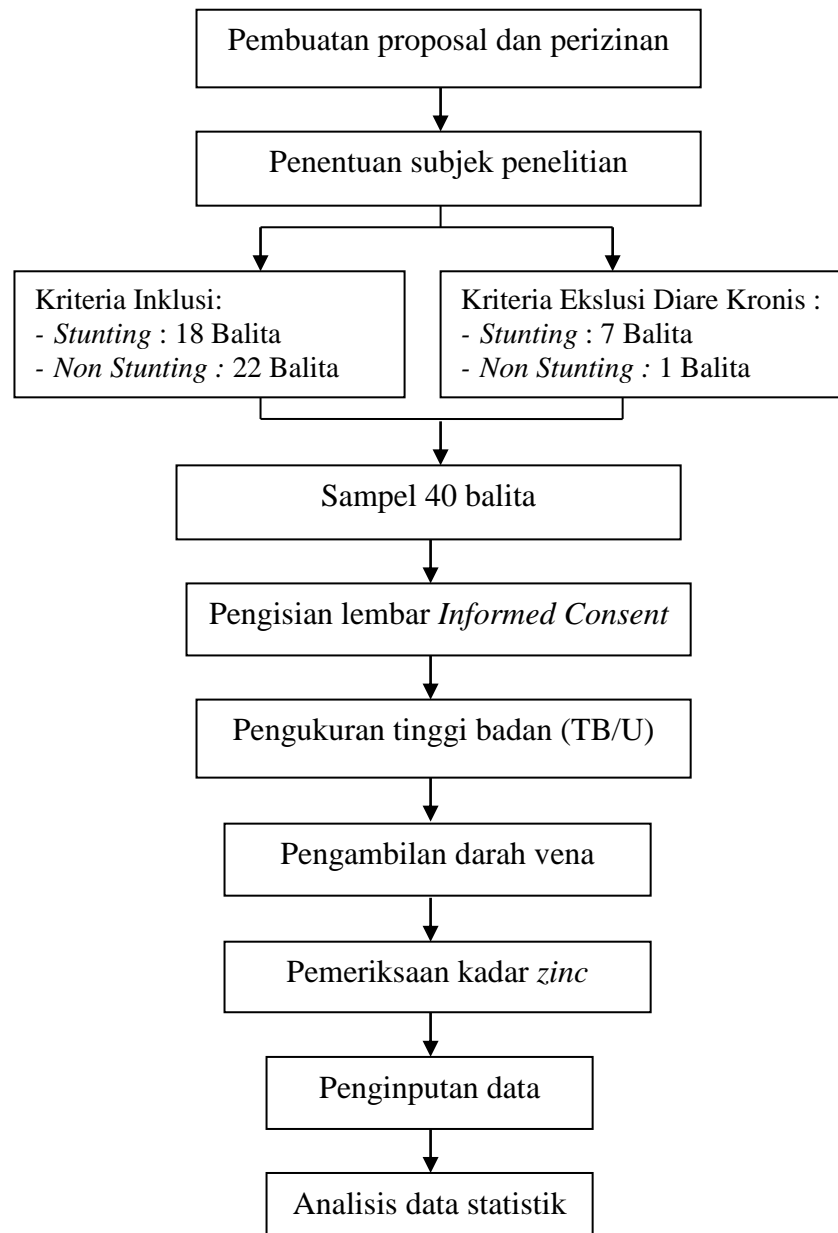 Pembuatan proposal dan perizinan
Penentuan subjek penelitian
Kriteria Inklusi:
- Stunting : 18 Balita
- Non Stunting : 22 Balita
Kriteria Ekslusi Diare Kronis :
- Stunting : 7 Balita
- Non Stunting : 1 Balita
Sampel 40 balita
Pengisian lembar Informed Consent
Pengukuran tinggi badan (TB/U)
Pengambilan darah vena
Pemeriksaan kadar zinc
Penginputan data
Analisis data statistik